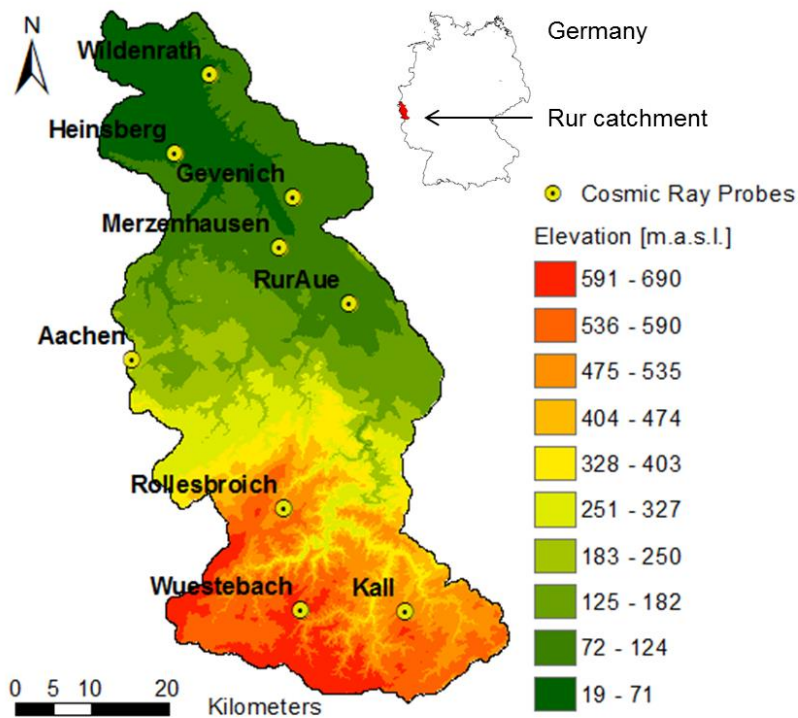 N
Wildenrath
Heinsberg
Gevenich
Merzenhausen
RurAue
Aachen
Rollesbroich
Wuestebach
Kall
0 5 10 20
Kilometers
Germany
Rur catchment
Cosmic Ray Probes
Elevation [m.a.s.l.]
591 - 690
536 - 590
475 - 535
404 - 474
328 - 403
251 - 327
183 - 250
125 - 182
72 - 124
19 - 71